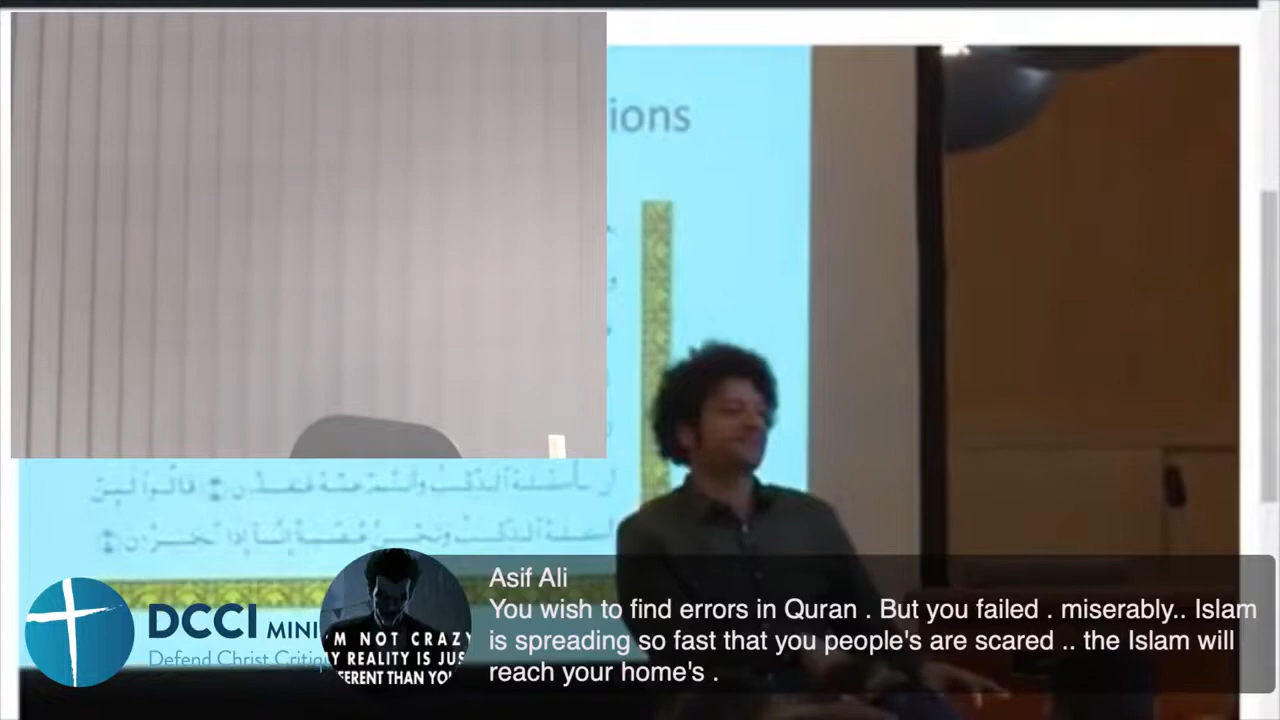 ions
DCCI MINI
Defend Christ Critiq
'M NOT CRAZY
Y REALITY IS JUS
FERENT THAN YO
Asif Ali
You wish to find errors in Quran . But you failed . miserably.. Islam
is spreading so fast that you people's are scared .. the Islam will
reach your home's .